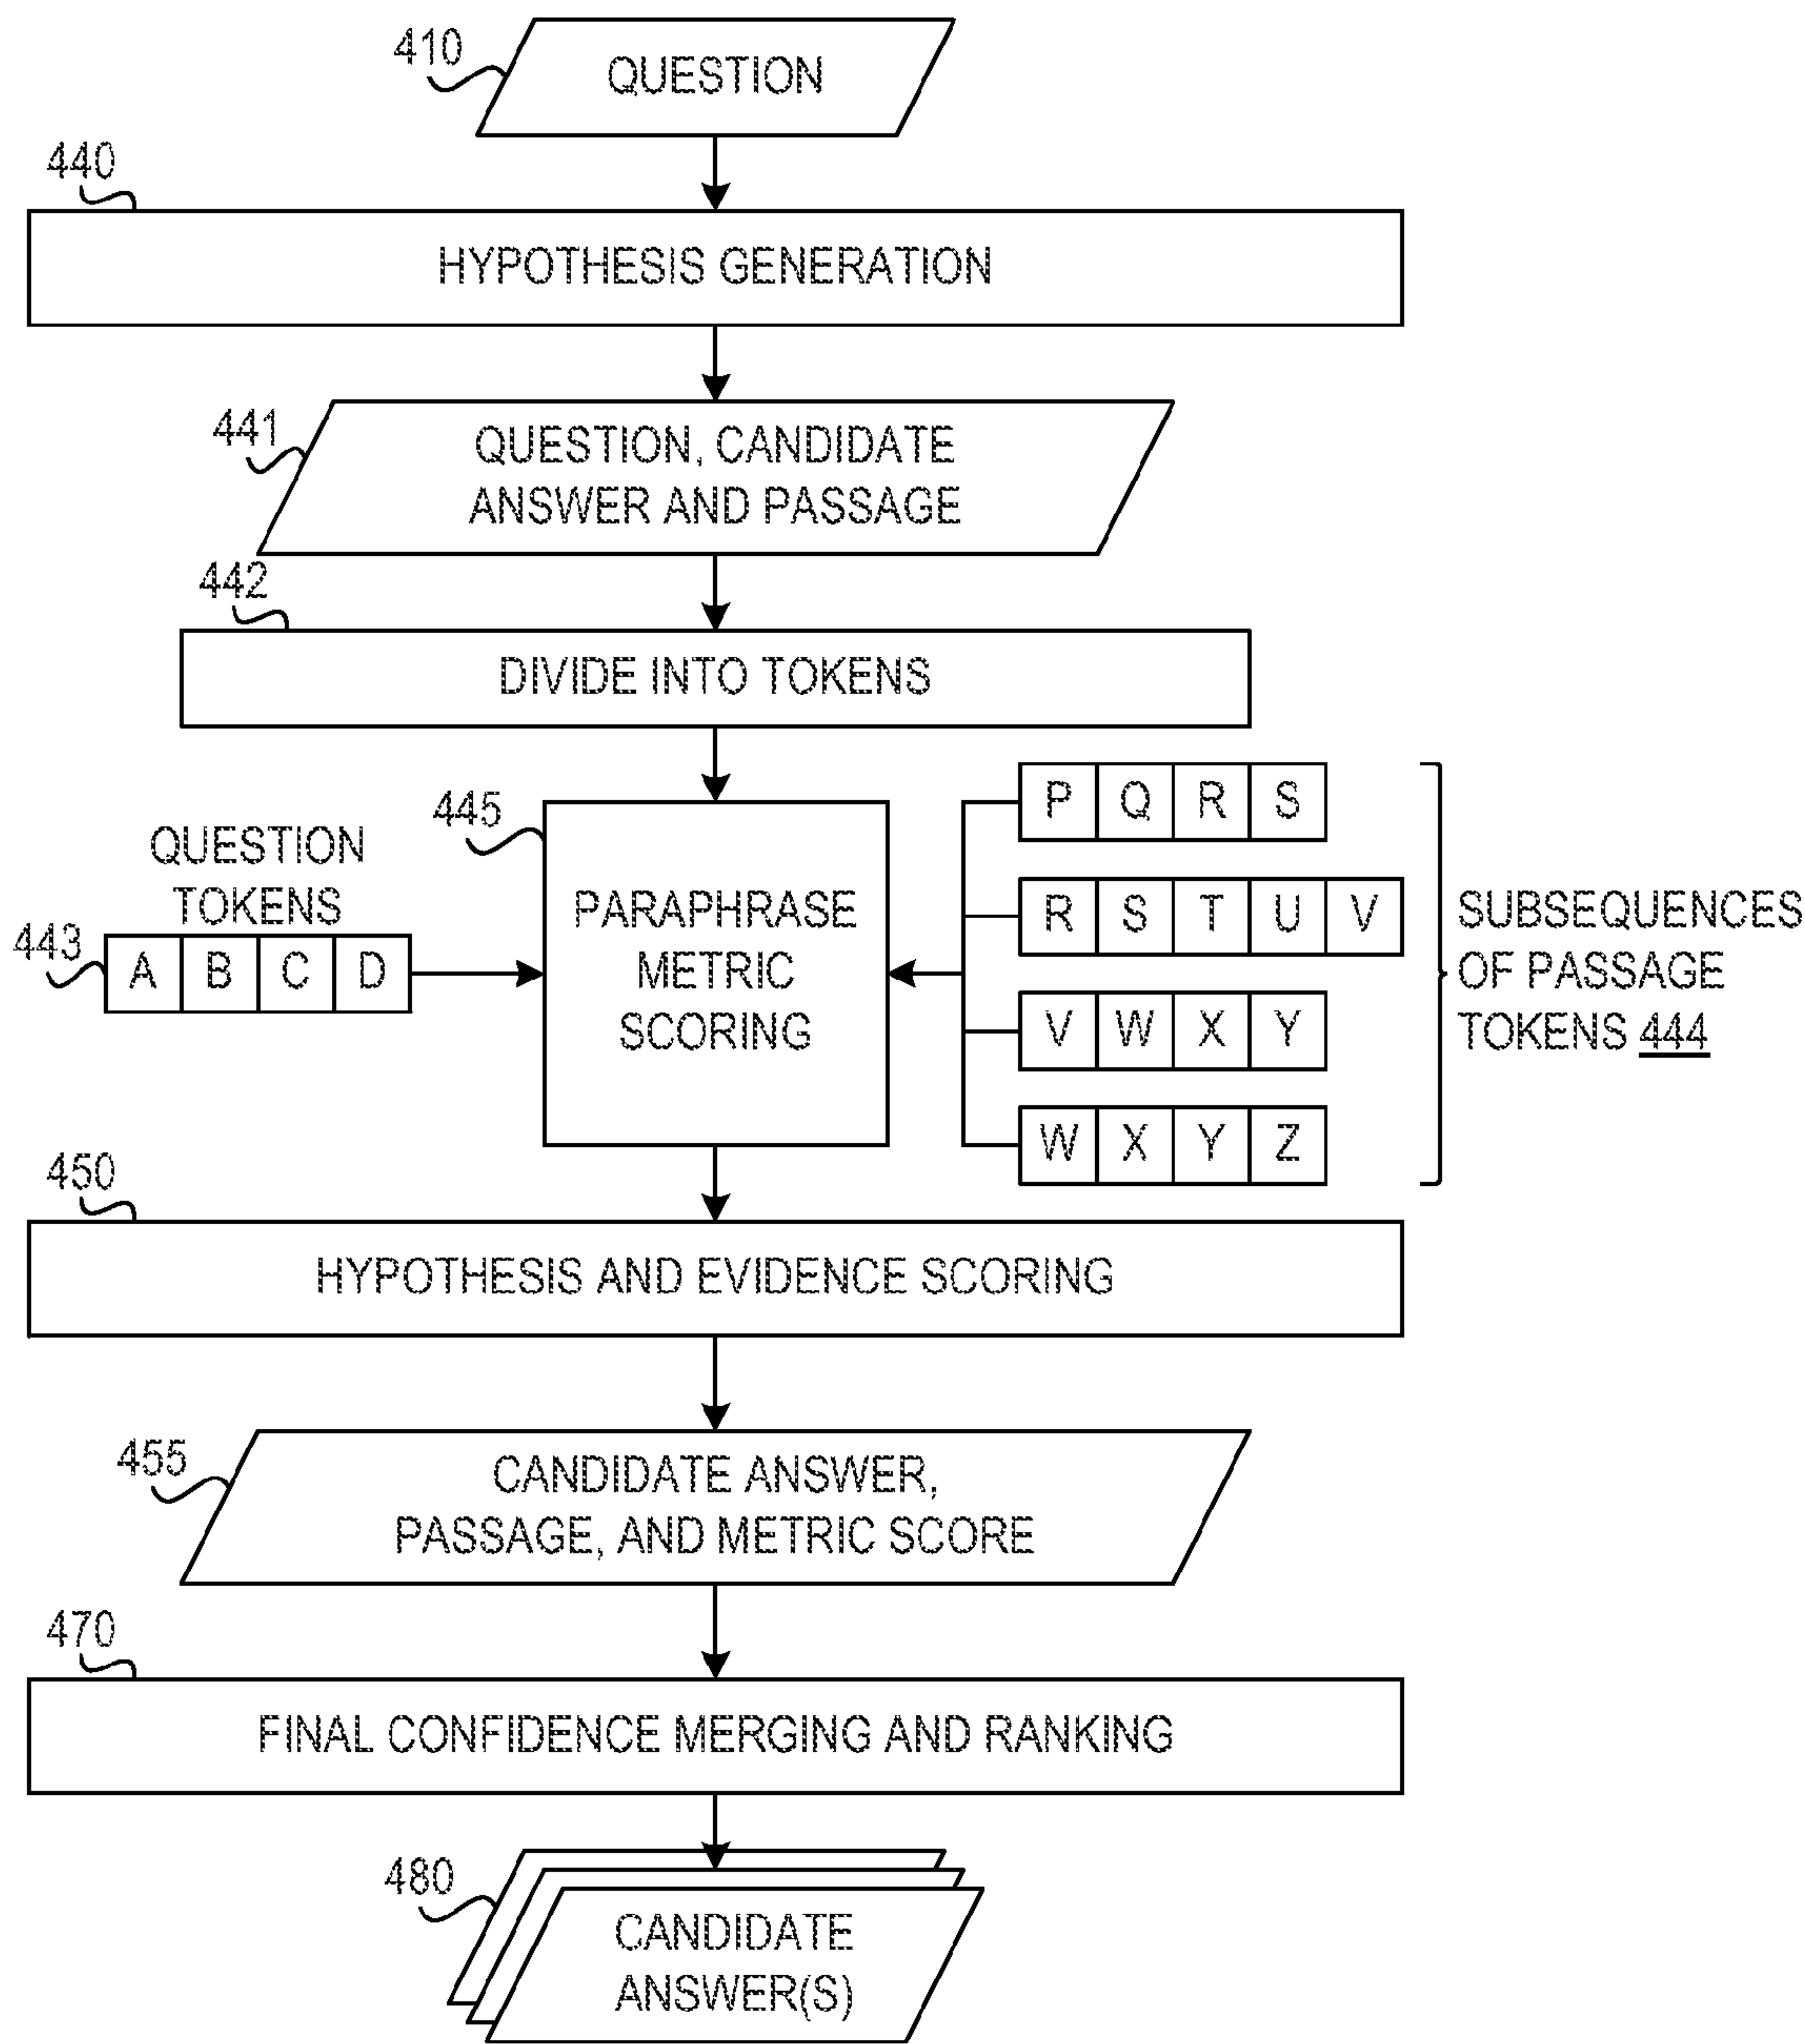 410
QUESTION
440
HYPOTHESIS GENERATION
441
QUESTION, CANDIDATE
ANSWER AND PASSAGE
442
DIVIDE INTO TOKENS
443
QUESTION
TOKENS
A B C D
445
PARAPHRASE
METRIC
SCORING
P Q R S
R S T U V
V W X Y
W X Y Z
SUBSEQUENCES
OF PASSAGE
TOKENS 444
450
HYPOTHESIS AND EVIDENCE SCORING
455
CANDIDATE ANSWER,
PASSAGE, AND METRIC SCORE
470
FINAL CONFIDENCE MERGING AND RANKING
480
CANDIDATE
ANSWER(S)